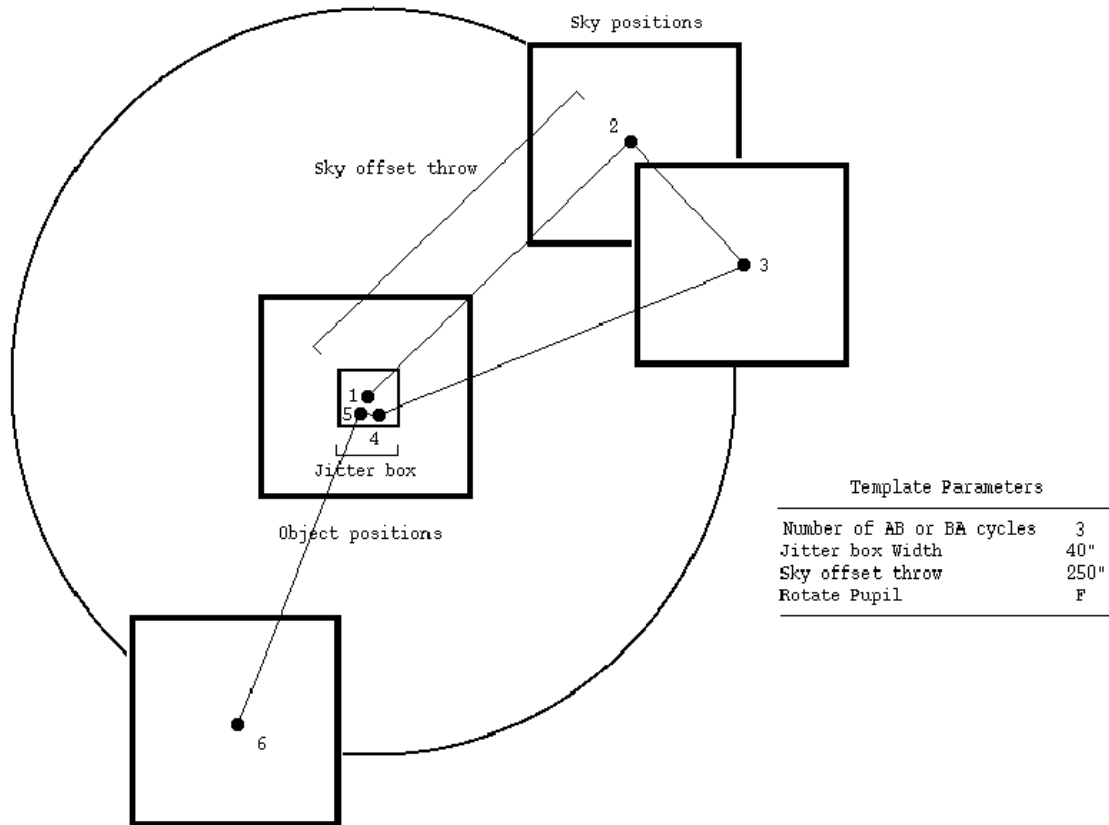 Sky positions
2
Sky offset throw
3
1
5
4
Jitter box
Object positions
6
Template Parameters
Number of AB or BA cycles 3
Jitter box Width 40"
Sky offset throw 250"
Rotate Pupil F